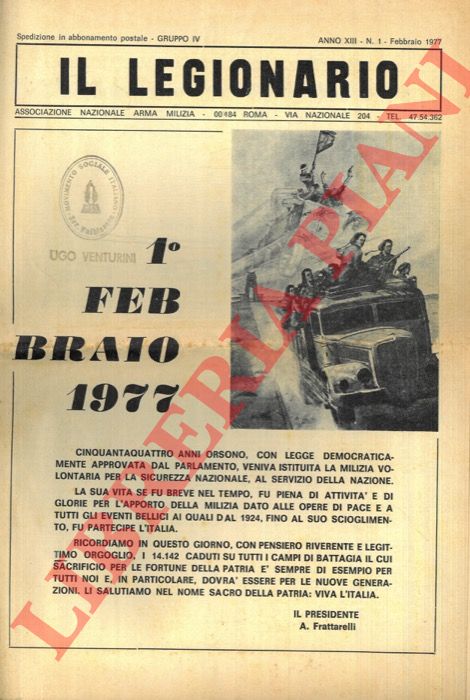 Spedizione in abbonamento postale - GRUPPO IV
ANNO XIII - N. 1 - Febbraio 1977
IL LEGIONARIO
ASSOCIAZIONE NAZIONALE ARMA MILIZIA - 00184 ROMA - VIA NAZIONALE 204 - TEL. 47 54.362
MOVIMENTO SOCIALE ITALIANO
UGO VENTURINI
1º
FEB
BRAIO
1977
CINQUANTAQUATTRO ANNI ORSONO, CON LEGGE DEMOCRATICA-
MENTE APPROVATA DAL PARLAMENTO, VENIVA ISTITUITA LA MILIZIA VO-
LONTARIA PER LA SICUREZZA NAZIONALE, AL SERVIZIO DELLA NAZIONE.
LA SUA VITA SE FU BREVE NEL TEMPO, FU PIENA DI ATTIVITA' E DI
GLORIE PER L'APPORTO DELLA MILIZIA DATO ALLE OPERE DI PACE E A
TUTTI GLI EVENTI BELLICI AI QUALI DAL 1924, FINO AL SUO SCIOGLIM-
ENTO, FU PARTECIPE L'ITALIA.
RICORDIAMO IN QUESTO GIORNO, CON PENSIERO RIVERENTE E LEGIT-
TIMO ORGOGLIO, I 14.142 CADUTI SU TUTTI I CAMPI DI BATTAGLIA IL CUI
SACRIFICIO PER LE FORTUNE DELLA PATRIA E' SEMPRE DI ESEMPIO PER
TUTTI NOI E, IN PARTICOLARE, DOVRA' ESSERE PER LE NUOVE GENERA-
ZIONI. LI SALUTIAMO NEL NOME SACRO DELLA PATRIA: VIVA L'ITALIA.
IL PRESIDENTE
A. Frattarelli
LIBRERIA PIANI